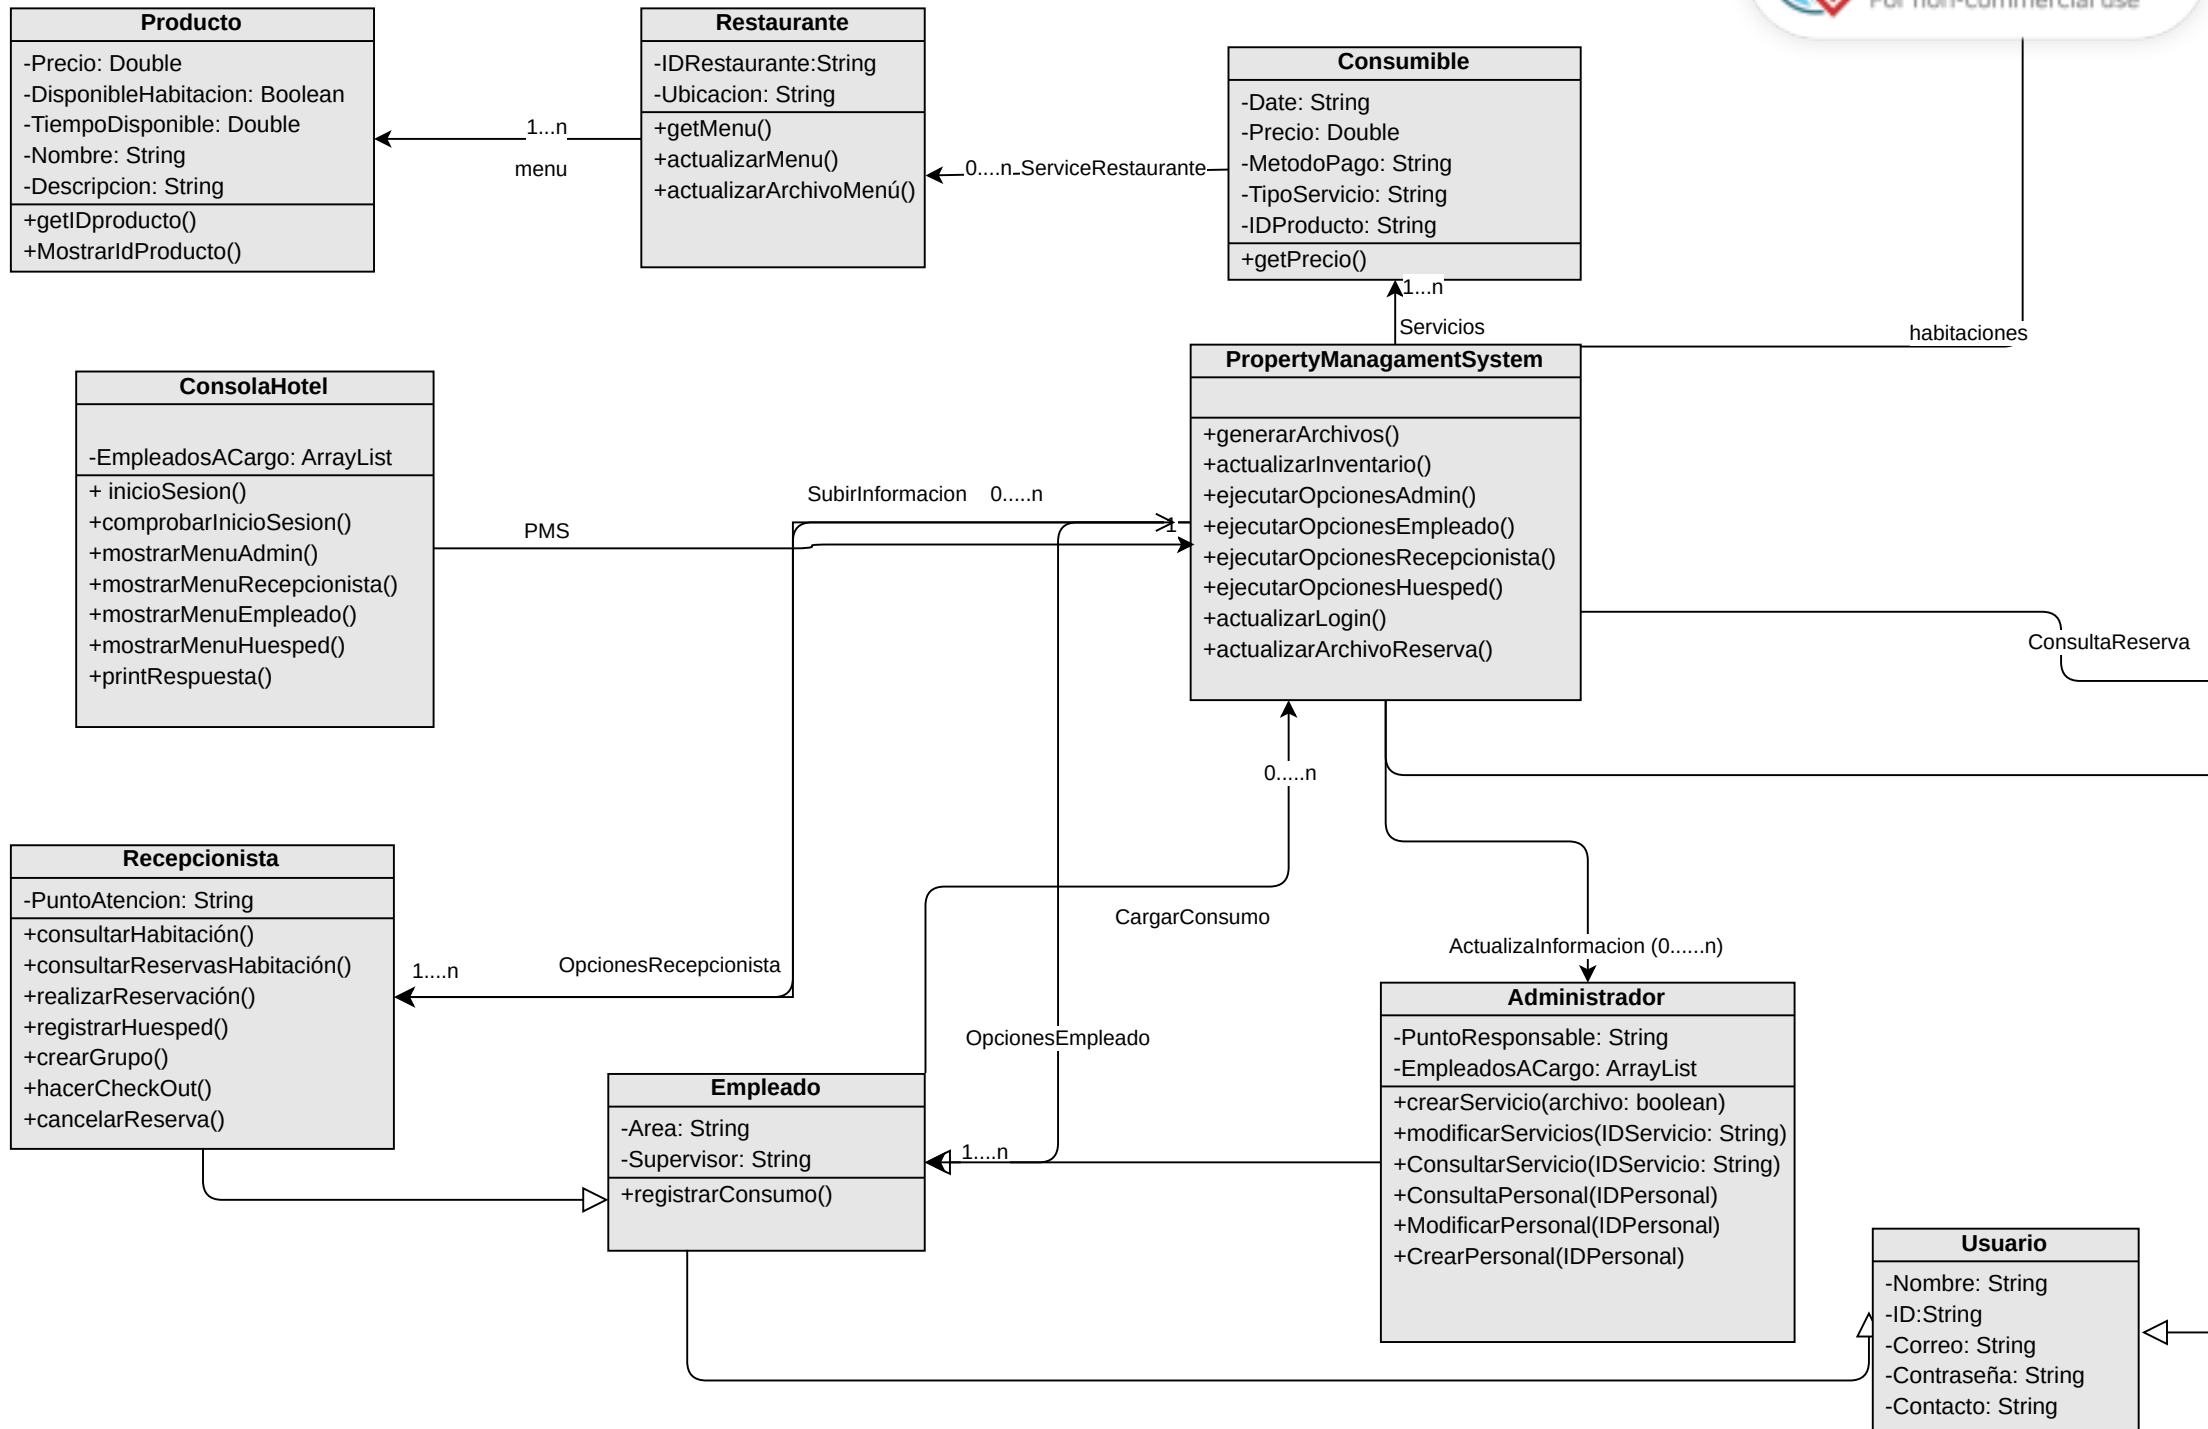 For non-commercial use
Producto
-Precio: Double
-DisponibleHabitacion: Boolean
-TiempoDisponible: Double
-Nombre: String
-Descripcion: String
+getIDproducto()
+MostrarIdProducto()
1...n
menu
Restaurante
-IDRestaurante:String
-Ubicacion: String
+getMenu()
+actualizarMenu()
+actualizarArchivoMenú()
0....n
ServiceRestaurante
Consumible
-Date: String
-Precio: Double
-MetodoPago: String
-TipoServicio: String
-IDProducto: String
+getPrecio()
1...n
Servicios
habitaciones
ConsolaHotel
-EmpleadosACargo: ArrayList
+ inicioSesion()
+comprobarInicioSesion()
+mostrarMenuAdmin()
+mostrarMenuRecepcionista()
+mostrarMenuEmpleado()
+mostrarMenuHuesped()
+printRespuesta()
PMS
SubirInformacion 0.....n
1
PropertyManagamentSystem
+generarArchivos()
+actualizarInventario()
+ejecutarOpcionesAdmin()
+ejecutarOpcionesEmpleado()
+ejecutarOpcionesRecepcionista()
+ejecutarOpcionesHuesped()
+actualizarLogin()
+actualizarArchivoReserva()
ConsultaReserva
0.....n
CargarConsumo
Recepcionista
-PuntoAtencion: String
+consultarHabitación()
+consultarReservasHabitación()
+realizarReservación()
+registrarHuesped()
+crearGrupo()
+hacerCheckOut()
+cancelarReserva()
1....n
OpcionesRecepcionista
OpcionesEmpleado
ActualizaInformacion (0......n)
Empleado
-Area: String
-Supervisor: String
+registrarConsumo()
1....n
Administrador
-PuntoResponsable: String
-EmpleadosACargo: ArrayList
+crearServicio(archivo: boolean)
+modificarServicios(IDServicio: String)
+ConsultarServicio(IDServicio: String)
+ConsultaPersonal(IDPersonal)
+ModificarPersonal(IDPersonal)
+CrearPersonal(IDPersonal)
Usuario
-Nombre: String
-ID:String
-Correo: String
-Contraseña: String
-Contacto: String